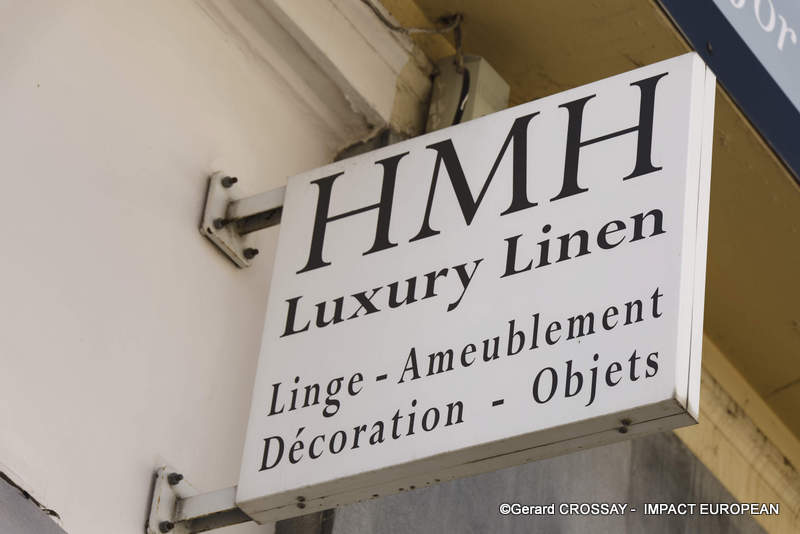 HMH
Luxury Linen
Linge - Ameublement
Décoration - Objets
©Gerard CROSSAY - IMPACT EUROPEAN